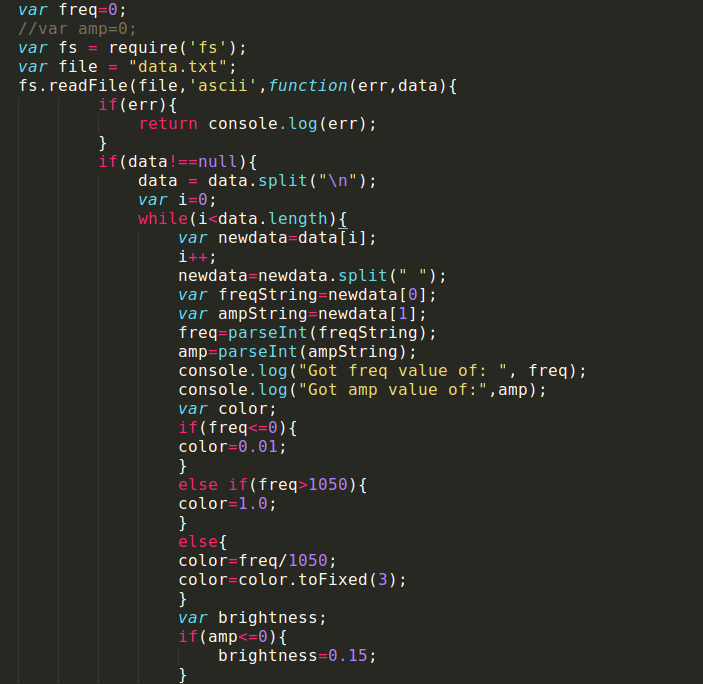 var freq=0;
//var amp=0;
var fs = require('fs');
var file = "data.txt";
fs.readFile(file,'ascii',function(err,data){
if(err){
return console.log(err);
}
if(data!==null){
data = data.split("\n");
var i=0;
while(i<data.length){
var newdata=data[i];
i++;
newdata=newdata.split(" ");
var freqString=newdata[0];
var ampString=newdata[1];
freq=parseInt(freqString);
amp=parseInt(ampString);
console.log("Got freq value of: ", freq);
console.log("Got amp value of:",amp);
var color;
if(freq<=0){
color=0.01;
}
else if(freq>1050){
color=1.0;
}
else{
color=freq/1050;
color=color.toFixed(3);
}
var brightness;
if(amp<=0){
brightness=0.15;
}